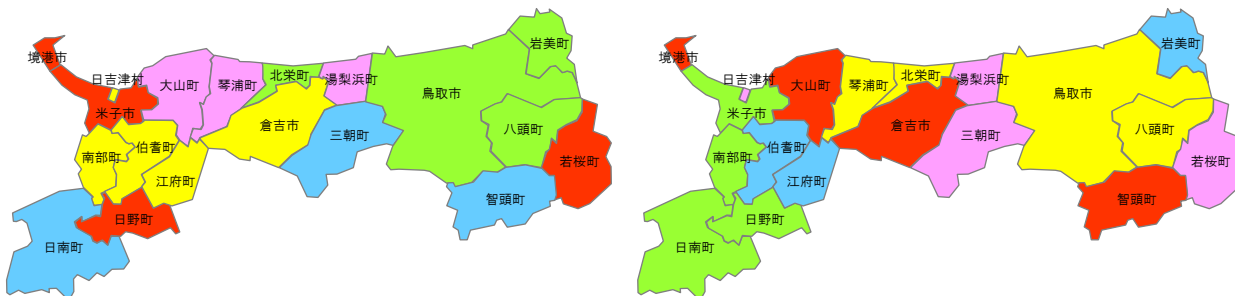 境港市
日吉津村
米子市
大山町
琴浦町
北栄町
湯梨浜町
倉吉市
三朝町
鳥取市
岩美町
八頭町
若桜町
智頭町
南部町
伯耆町
江府町
日野町
日南町
境港市
日吉津村
米子市
大山町
琴浦町
北栄町
湯梨浜町
倉吉市
三朝町
鳥取市
岩美町
八頭町
若桜町
智頭町
南部町
伯耆町
江府町
日野町
日南町